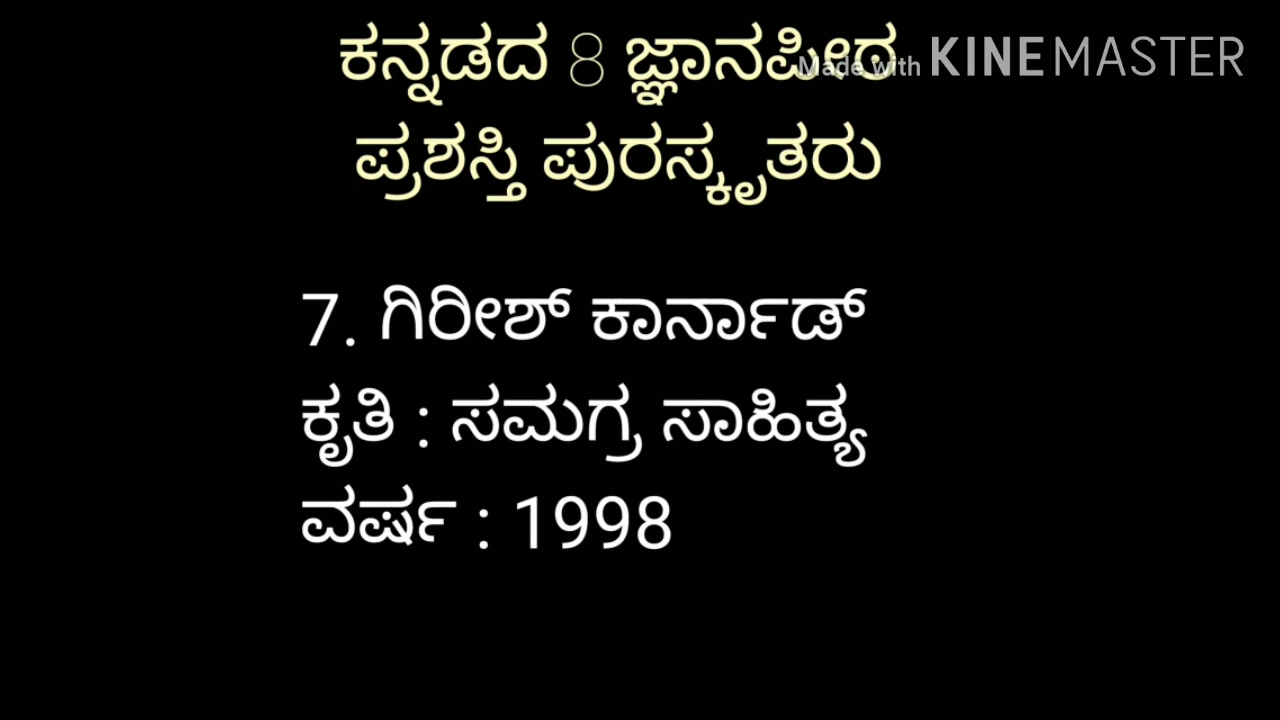 ಕನ್ನಡದ 8 ಜ್ಞಾನಪೀಠ
Made with KINEMASTER
ಪ್ರಶಸ್ತಿ ಪುರಸ್ಕೃತರು
7. ಗಿರೀಶ್ ಕಾರ್ನಾಡ್
ಕೃತಿ : ಸಮಗ್ರ ಸಾಹಿತ್ಯ
ವರ್ಷ : 1998